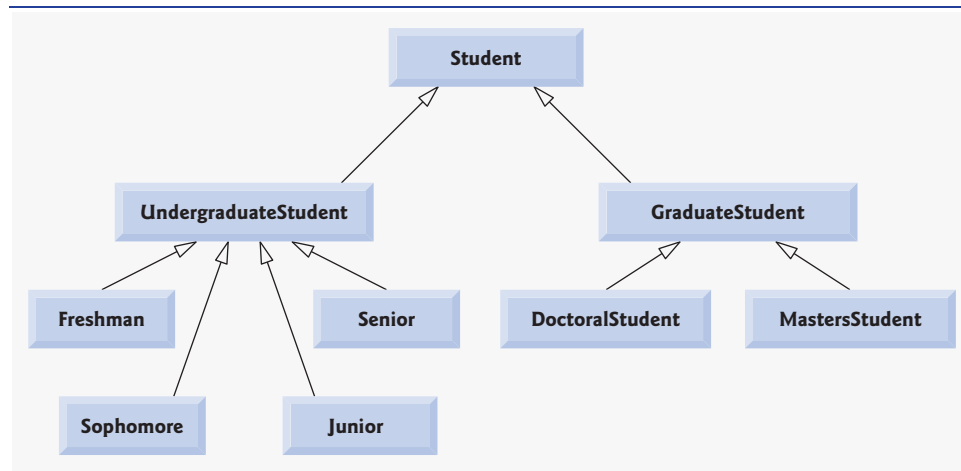 Student
UndergraduateStudent
GraduateStudent
Freshman
Senior
DoctoralStudent
MastersStudent
Sophomore
Junior